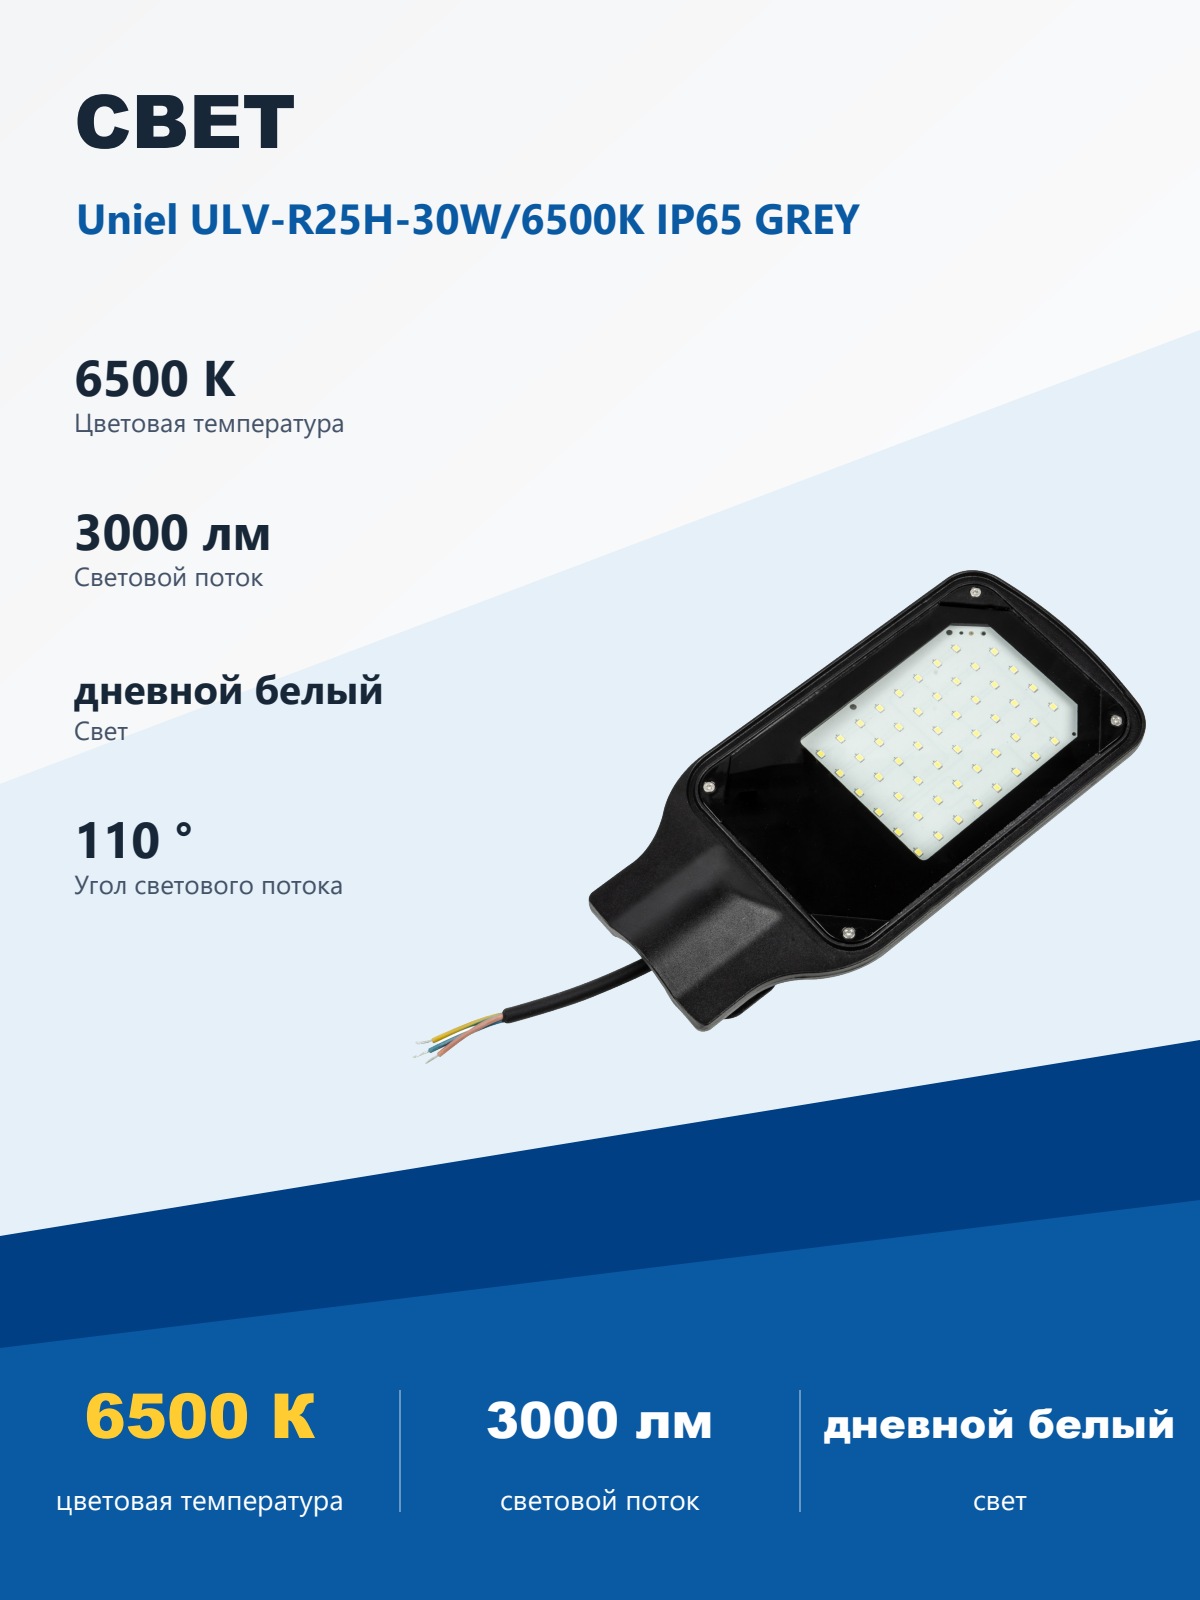 СВЕТ
Uniel ULV-R25H-30W/6500K IP65 GREY
6500 К
Цветовая температура
3000 лм
Световой поток
дневной белый
Свет
110 °
Угол светового потока
6500 К
цветовая температура
3000 лм
световой поток
дневной белый
свет